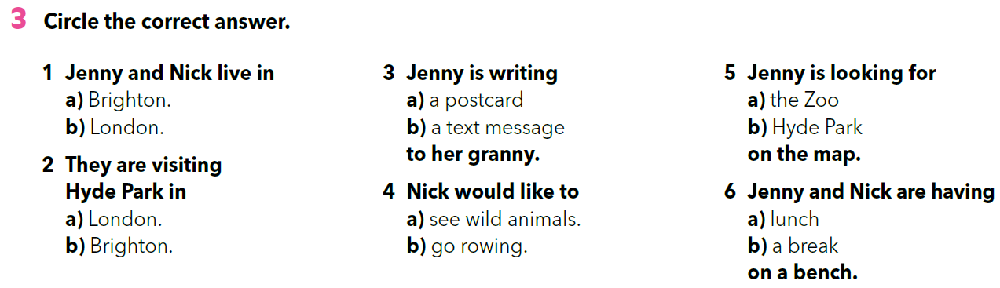 3 Circle the correct answer.
1 Jenny and Nick live in
a) Brighton.
b) London.
2 They are visiting
Hyde Park in
a) London.
b) Brighton.
3 Jenny is writing
a) a postcard
b) a text message
to her granny.
4 Nick would like to
a) see wild animals.
b) go rowing.
5 Jenny is looking for
a) the Zoo
b) Hyde Park
on the map.
6 Jenny and Nick are having
a) lunch
b) a break
on a bench.